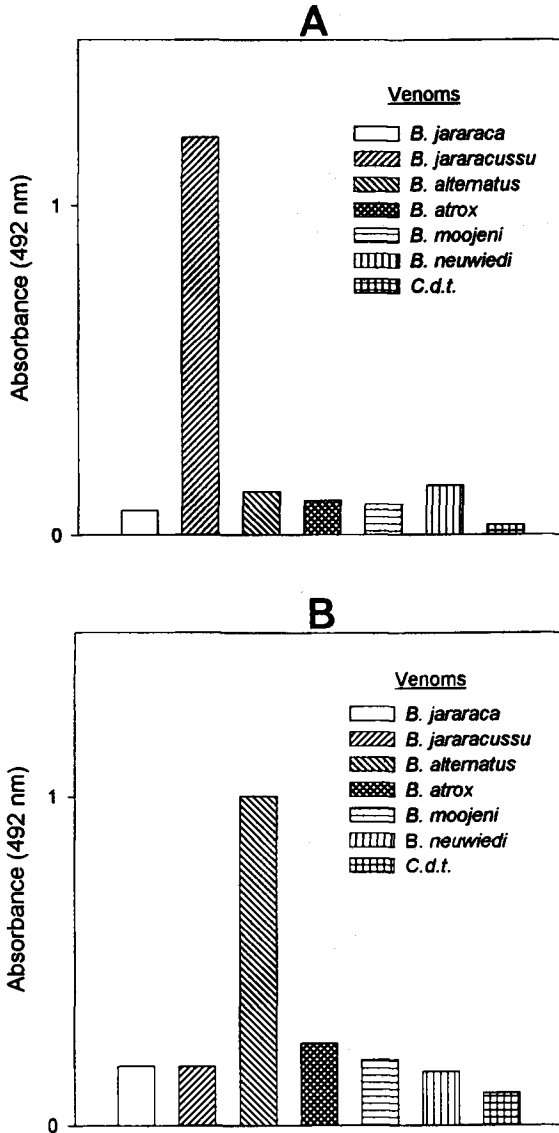 A
Venoms
B. jararaca
B. jararacussu
B. alternatus
B. atrox
B. moojeni
B. neuwiedi
C.d.t.
Absorbance (492 nm)
1
0
B
Venoms
B. jararaca
B. jararacussu
B. alternatus
B. atrox
B. moojeni
B. neuwiedi
C.d.t.
Absorbance (492 nm)
1
0